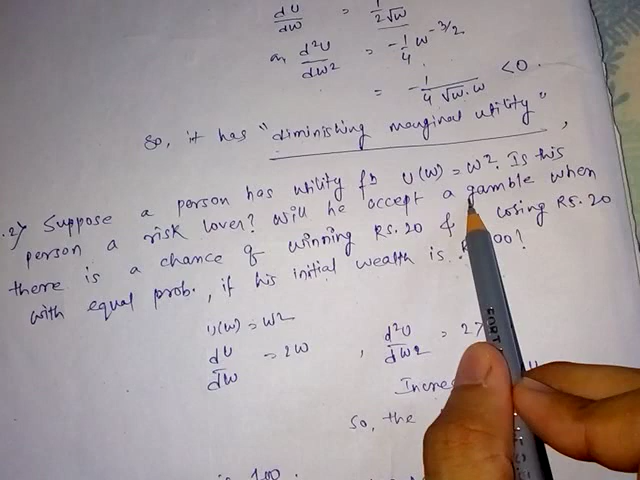 dU/dW = 1/2√W
or, d²U/dW2 = -1/4 W^-3/2
= -1/4 √W.W <0.
So, it has "diminishing marginal utility",
2) Suppose a person has utility fn U(W) = W². Is this
person a risk lover? Will he accept a gamble when
there is a chance of winning RS. 20 & losing RS. 20
with equal prob., if his initial wealth is 00?
U(W) = W2
dU/dW = 2W , d²U/dW2 = 27
Incre
So, the
100.